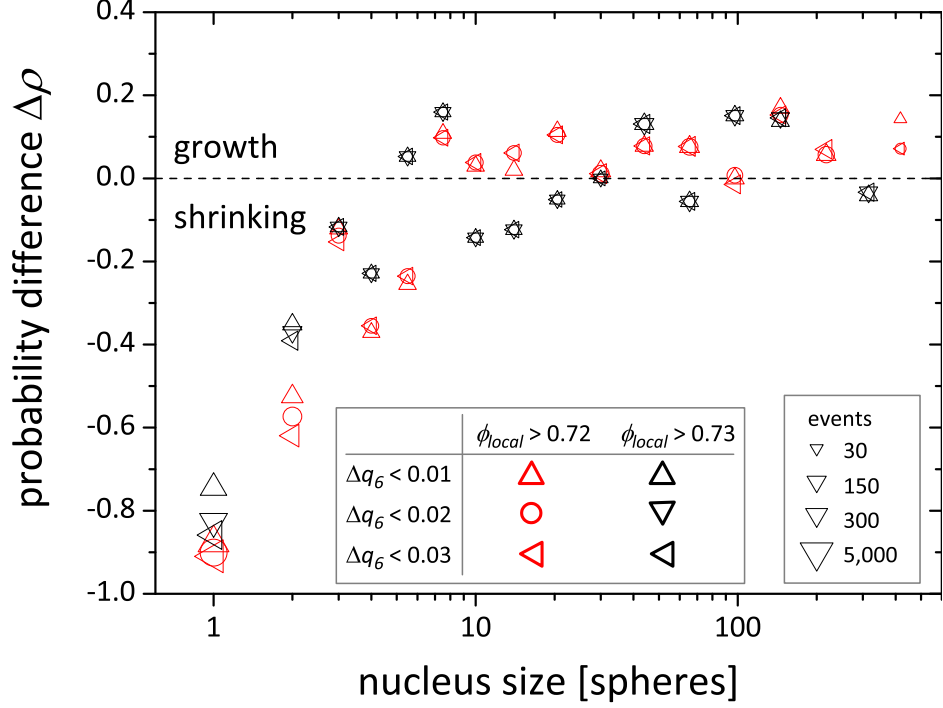 probability difference Δρ
0.4
0.2
0.0
-0.2
-0.4
-0.6
-0.8
-1.0
growth
shrinking
ϕlocal > 0.72 ϕlocal > 0.73
Δq6 < 0.01
Δq6 < 0.02
Δq6 < 0.03
events
30
150
300
5,000
1 10 100
nucleus size [spheres]